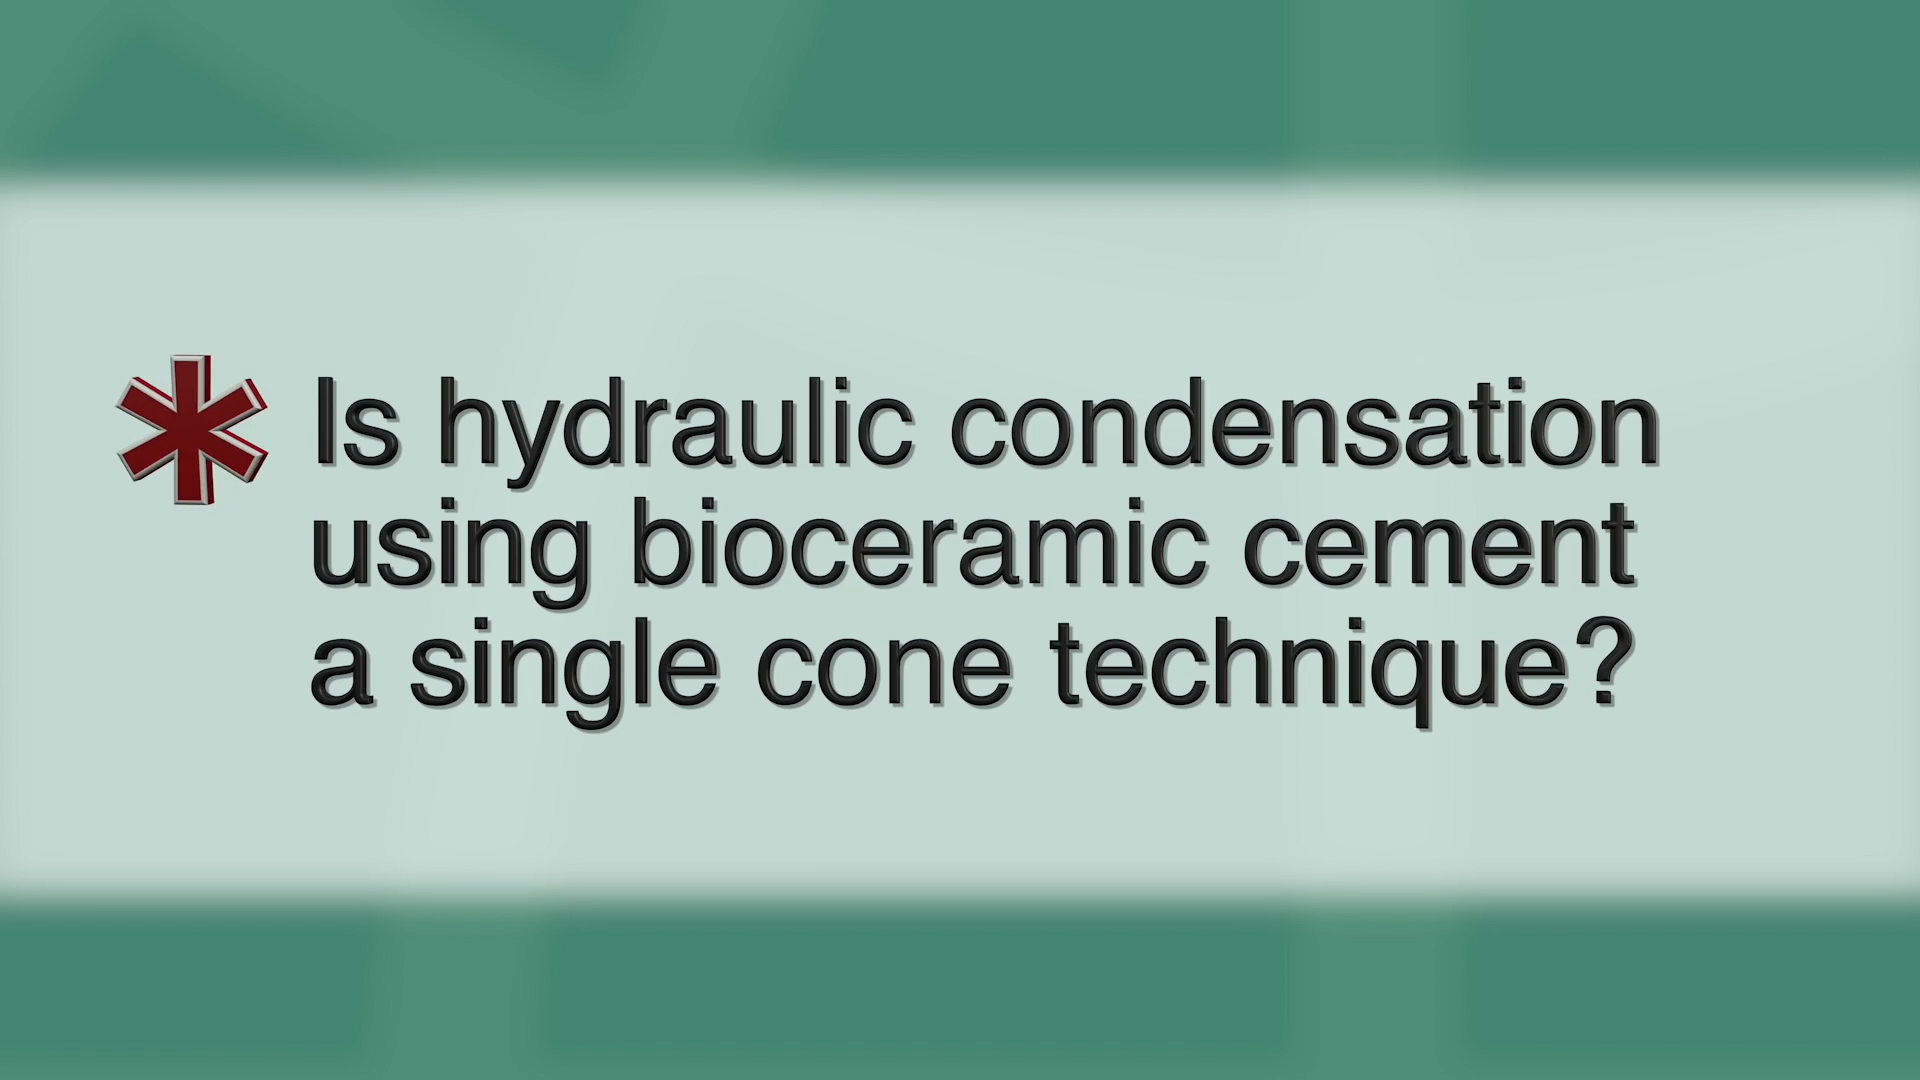 * Is hydraulic condensation
using bioceramic cement
a single cone technique?